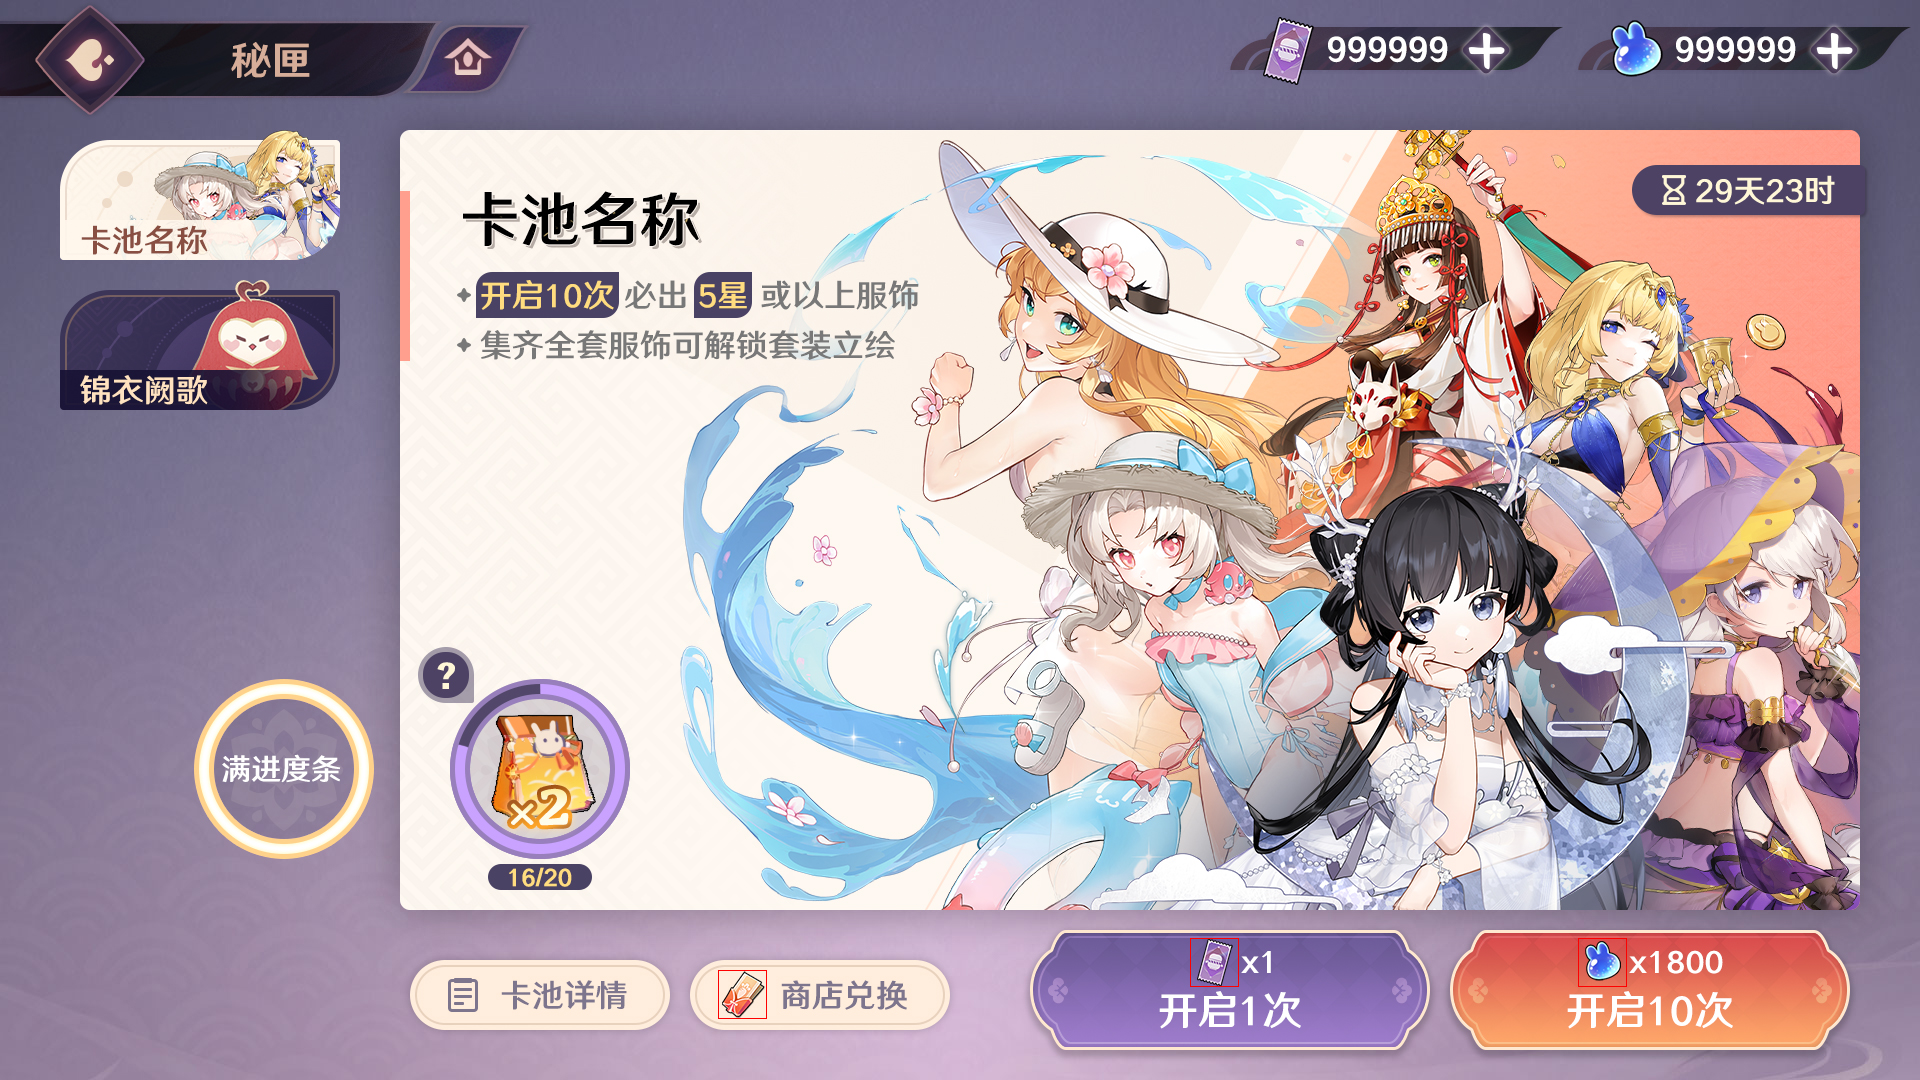 秘匣
999999
999999
卡池名称
锦衣阙歌
卡池名称
29天23时
开启10次 必出 5星 或以上服饰
集齐全套服饰可解锁套装立绘
?
满进度条
×2
16/20
卡池详情
商店兑换
x1
开启1次
x1800
开启10次